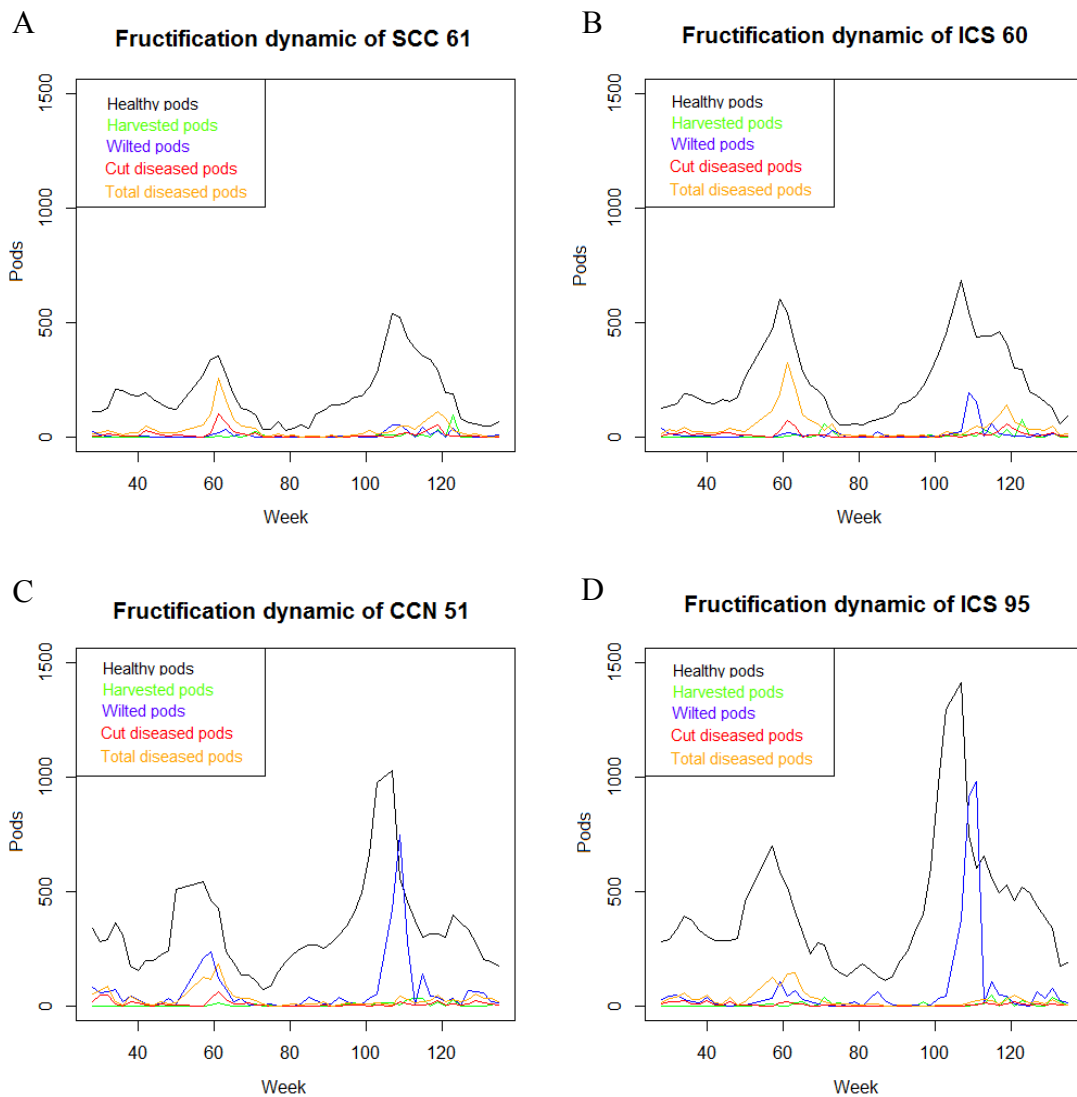 A
Fructification dynamic of SCC 61
1500
1000
500
0
Pods
Healthy pods
Harvested pods
Wilted pods
Cut diseased pods
Total diseased pods
40 60 80 100 120
Week
B
Fructification dynamic of ICS 60
1500
1000
500
0
Pods
Healthy pods
Harvested pods
Wilted pods
Cut diseased pods
Total diseased pods
40 60 80 100 120
Week
C
Fructification dynamic of CCN 51
1500
1000
500
0
Pods
Healthy pods
Harvested pods
Wilted pods
Cut diseased pods
Total diseased pods
40 60 80 100 120
Week
D
Fructification dynamic of ICS 95
1500
1000
500
0
Pods
Healthy pods
Harvested pods
Wilted pods
Cut diseased pods
Total diseased pods
40 60 80 100 120
Week